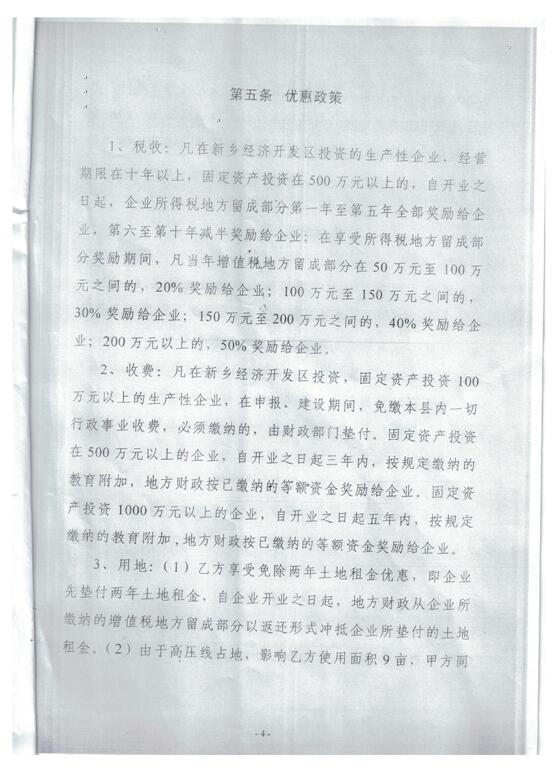 第五条 优惠政策
1、税收：凡在新乡经济开发区投资的生产性企业，经营
期限在十年以上，固定资产投资在500万元以上的，自开业之
日起，企业所得税地方留成部分第一年至第五年全部奖励给企
业，第六至第十年减半奖励给企业；在享受所得税地方留成部
分奖励期间，凡当年增值税地方留成部分在50万元至100万
元之间的，20%奖励给企业；100万元至150万元之间的，
30%奖励给企业；150万元至200万元之间的，40%奖励给企
业；200万元以上的，50%奖励给企业。
2、收费：凡在新乡经济开发区投资，固定资产投资100
万元以上的生产性企业，在申报、建设期间，免缴本县内一切
行政事业收费，必须缴纳的，由财政部门垫付。固定资产投资
在500万元以上的企业，自开业之日起三年内，按规定缴纳的
教育附加，地方财政按已缴纳的等额资金奖励给企业。固定资
产投资1000万元以上的企业，自开业之日起五年内，按规定
缴纳的教育附加，地方财政按已缴纳的等额资金奖励给企业。
3、用地：（1）乙方享受免除两年土地租金优惠，即企业
先垫付两年土地租金，自企业开业之日起，地方财政从企业所
缴纳的增值税地方留成部分以返还形式冲抵企业所垫付的土地
租金。（2）由于高压线占地，影响乙方使用面积9亩，甲方同
-4-